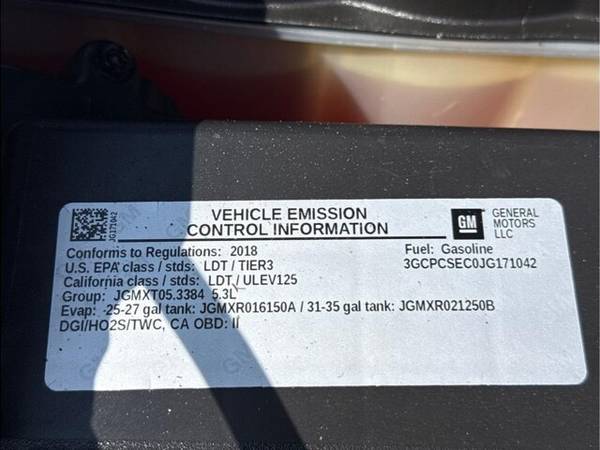 JG171042
VEHICLE EMISSION
CONTROL INFORMATION
GM
GENERAL
MOTORS
LLC
Conforms to Regulations: 2018
Fuel: Gasoline
U.S. EPA class / stds: LDT / TIER3
3GCPCSEC0JG171042
California class / stds: LDT / ULEV125
Group: JGMXT05.3384 5.3L
Evap: 25-27 gal tank: JGMXR016150A / 31-35 gal tank: JGMXR021250B
DGI/HO2S/TWC, CA OBD: II